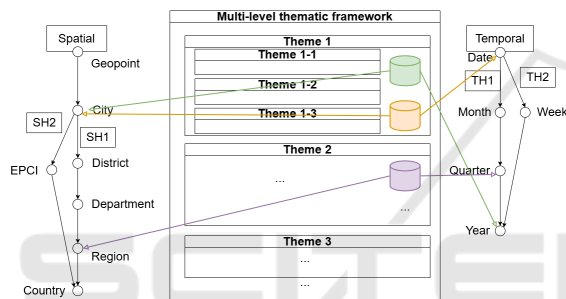 Multi-level thematic framework
Spatial
Geopoint
City
SH2
SH1
EPCI
District
Department
Region
Country
Theme 1
Theme 1-1
Theme 1-2
Theme 1-3
Theme 2
...
...
Theme 3
...
...
Temporal
Date
TH1
TH2
Month
Week
Quarter
Year
SCITE